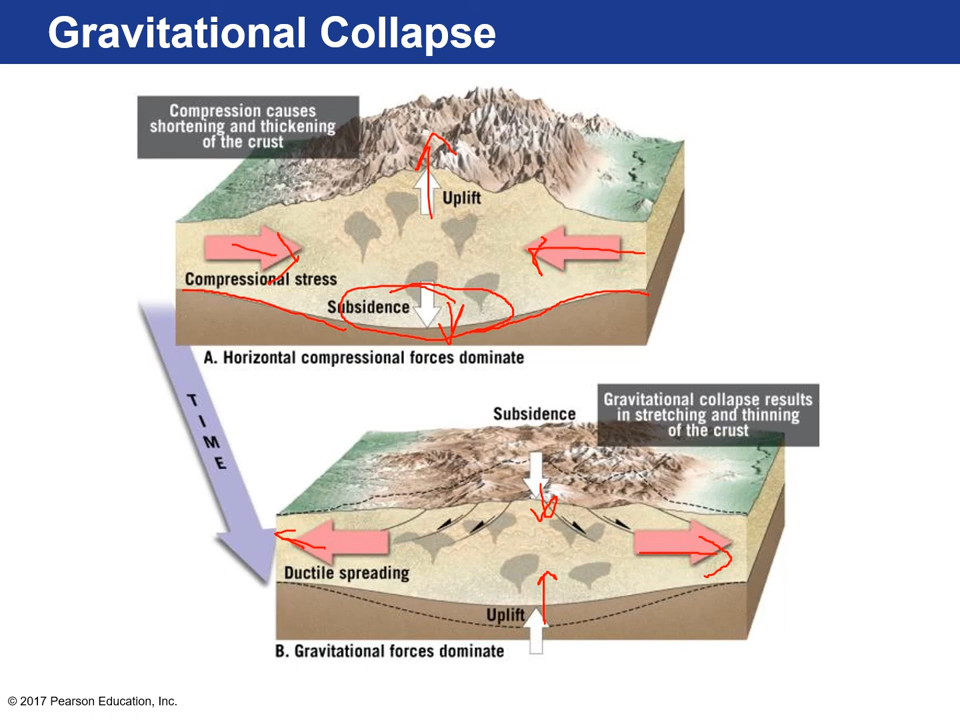 Gravitational Collapse
Compression causes
shortening and thickening
of the crust
Uplift
Compressional stress
Subsidence
A. Horizontal compressional forces dominate
TIME
Subsidence
Gravitational collapse results
in stretching and thinning
of the crust
Ductile spreading
Uplift
B. Gravitational forces dominate
© 2017 Pearson Education, Inc.